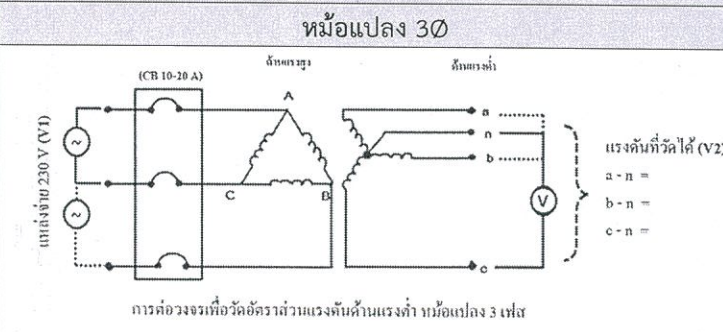 หม้อแปลง 3Ø
ด้านแรงสูง
ด้านแรงต่ำ
(CB 10-20 A)
A
a
n
b
แหล่งจ่าย 230 V (V1)
~
~
C
B
V
c
แรงดันที่วัดได้ (V2)
a - n =
b - n =
c - n =
การต่อวงจรเพื่อวัดอัตราส่วนแรงดันด้านแรงต่ำ หม้อแปลง 3 เฟส